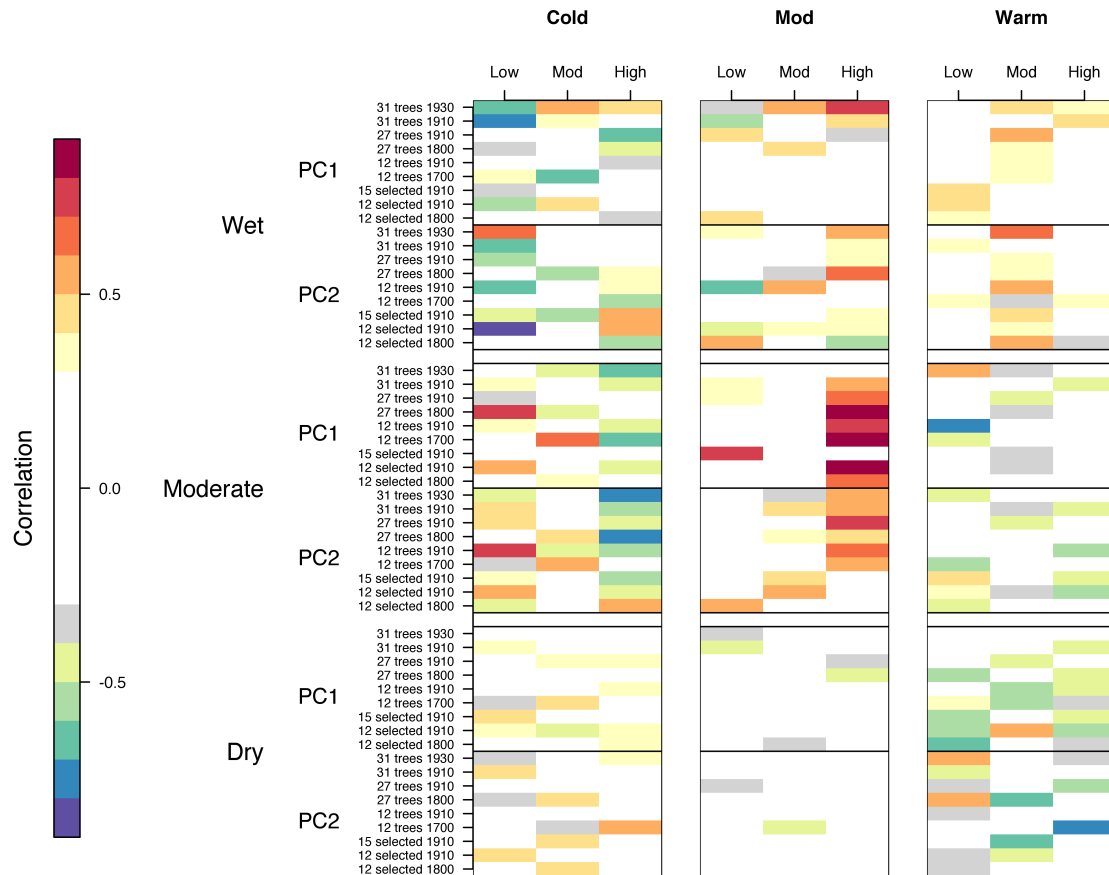 Cold Mod Warm
Low Mod High Low Mod High Low Mod High
Correlation
0.5
0.0
-0.5
Wet
PC1
31 trees 1930
31 trees 1910
27 trees 1910
27 trees 1800
12 trees 1910
12 trees 1700
15 selected 1910
12 selected 1910
12 selected 1800
PC2
31 trees 1930
31 trees 1910
27 trees 1910
27 trees 1800
12 trees 1910
12 trees 1700
15 selected 1910
12 selected 1910
12 selected 1800
Moderate
PC1
31 trees 1930
31 trees 1910
27 trees 1910
27 trees 1800
12 trees 1910
12 trees 1700
15 selected 1910
12 selected 1910
12 selected 1800
PC2
31 trees 1930
31 trees 1910
27 trees 1910
27 trees 1800
12 trees 1910
12 trees 1700
15 selected 1910
12 selected 1910
12 selected 1800
Dry
PC1
31 trees 1930
31 trees 1910
27 trees 1910
27 trees 1800
12 trees 1910
12 trees 1700
15 selected 1910
12 selected 1910
12 selected 1800
PC2
31 trees 1930
31 trees 1910
27 trees 1910
27 trees 1800
12 trees 1910
12 trees 1700
15 selected 1910
12 selected 1910
12 selected 1800